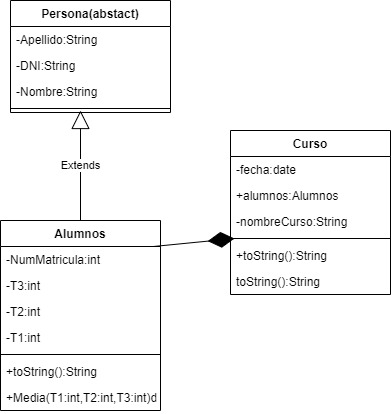 Persona(abstact)
-Apellido:String
-DNI:String
-Nombre:String
Extends
Curso
-fecha:date
+alumnos:Alumnos
-nombreCurso:String
+toString():String
toString():String
Alumnos
-NumMatricula:int
-T3:int
-T2:int
-T1:int
+toString():String
+Media(T1:int,T2:int,T3:int)d